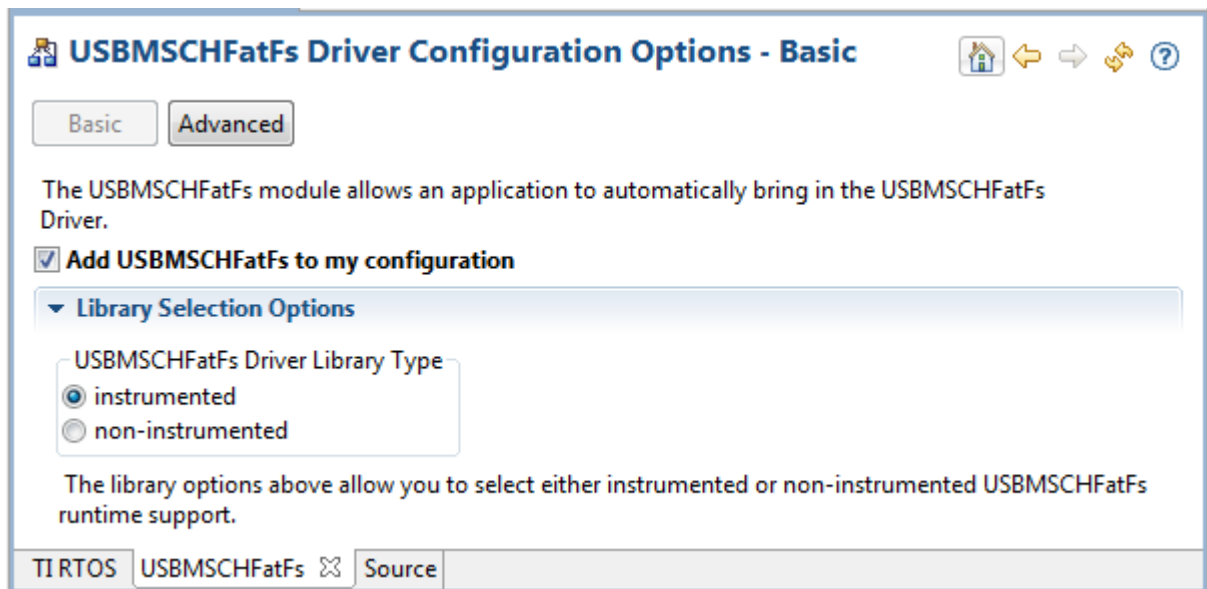 USBMSCHFatFs Driver Configuration Options - Basic
Basic Advanced
The USBMSCHFatFs module allows an application to automatically bring in the USBMSCHFatFs
Driver.
Add USBMSCHFatFs to my configuration
Library Selection Options
USBMSCHFatFs Driver Library Type
instrumented
non-instrumented
The library options above allow you to select either instrumented or non-instrumented USBMSCHFatFs
runtime support.
TI RTOS USBMSCHFatFs Source